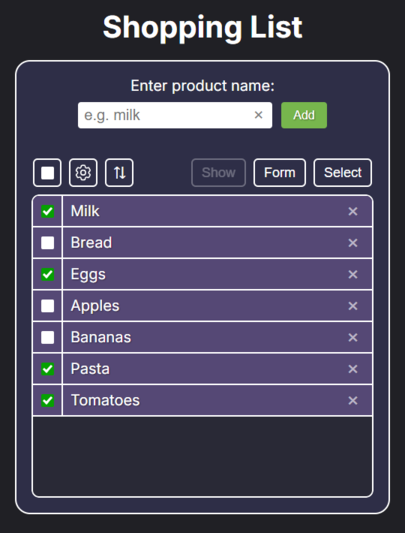 Shopping List
Enter product name:
e.g. milk
Add
Show Form Select
Milk
Bread
Eggs
Apples
Bananas
Pasta
Tomatoes